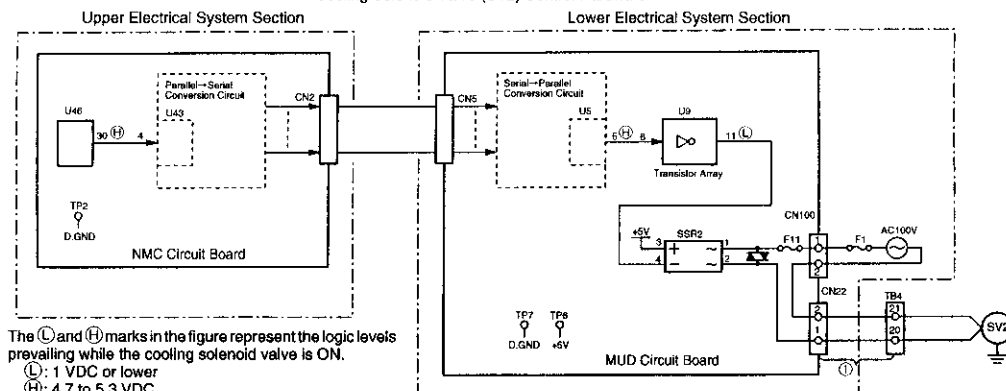 Upper Electrical System Section
Lower Electrical System Section
Parallel→Serial
Conversion Circuit
U46
U43
30 Ⓗ 4
CN2
TP2
D.GND
NMC Circuit Board
CN5
Serial→Parallel
Conversion Circuit
U5
5 Ⓗ 6
U9
11 Ⓛ
Transistor Array
+5V
3
4
SSR2
+
−
~
~
1
2
F11
CN100
1
2
F1
AC100V
CN22
2
1
TB4
21
20
SV2
①
TP7
D.GND
TP6
+5V
MUD Circuit Board
The Ⓛ and Ⓗ marks in the figure represent the logic levels
prevailing while the cooling solenoid valve is ON.
Ⓛ: 1 VDC or lower
Ⓗ: 4.7 to 5.3 VDC